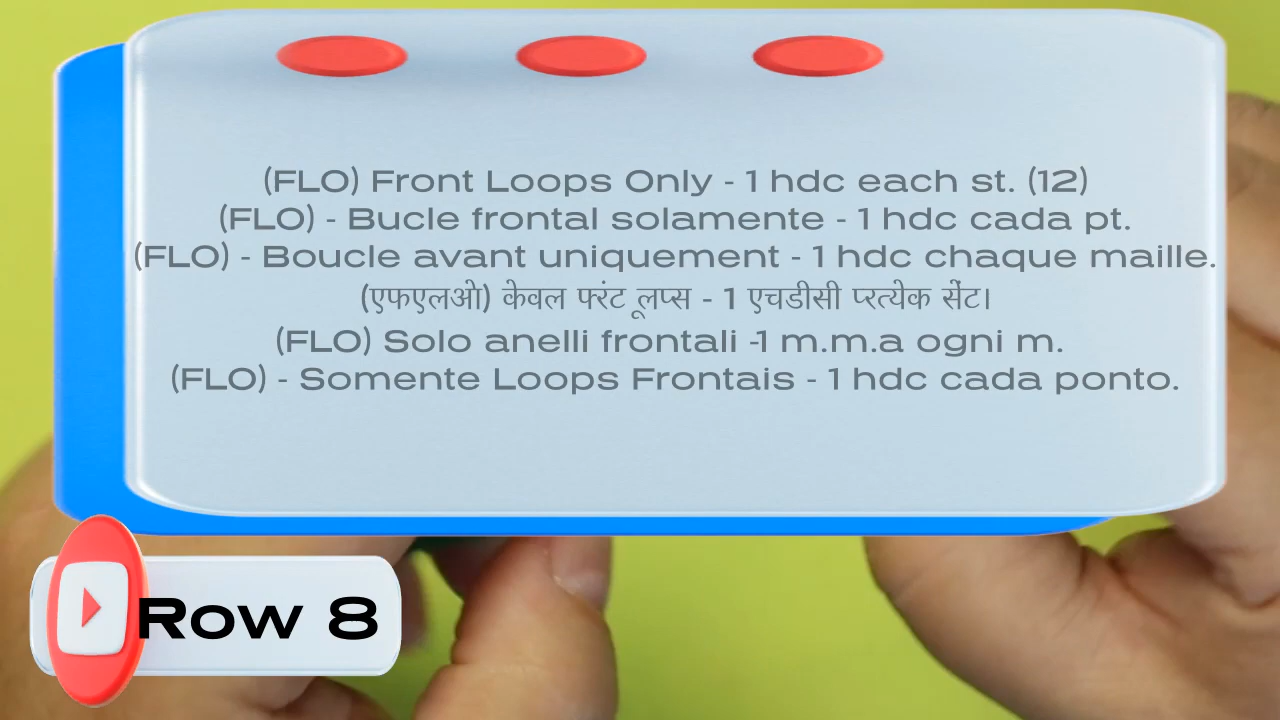 (FLO) Front Loops Only - 1 hdc each st. (12)
(FLO) - Bucle frontal solamente - 1 hdc cada pt.
(FLO) - Boucle avant uniquement - 1 hdc chaque maille.
(एफएलओ) केवल फ्रंट लूप्स - 1 एचडीसी प्रत्येक सेंट।
(FLO) Solo anelli frontali -1 m.m.a ogni m.
(FLO) - Somente Loops Frontais - 1 hdc cada ponto.
Row 8